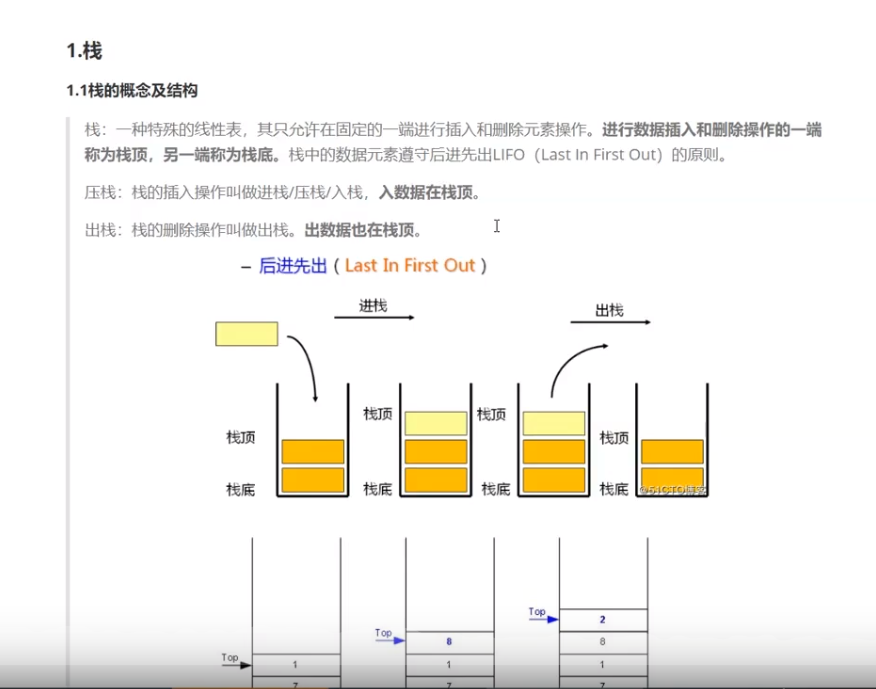 1.栈
1.1栈的概念及结构
栈：一种特殊的线性表，其只允许在固定的一端进行插入和删除元素操作。进行数据插入和删除操作的一端
称为栈顶，另一端称为栈底。栈中的数据元素遵守后进先出LIFO（Last In First Out）的原则。
压栈：栈的插入操作叫做进栈/压栈/入栈，入数据在栈顶。
出栈：栈的删除操作叫做出栈。出数据也在栈顶。
– 后进先出 ( Last In First Out )
进栈
出栈
栈顶 栈顶 栈顶 栈顶
栈底 栈底 栈底 栈底
@51CTO博客
Top 2
Top 8 8
Top 1 1 1
7 7 7